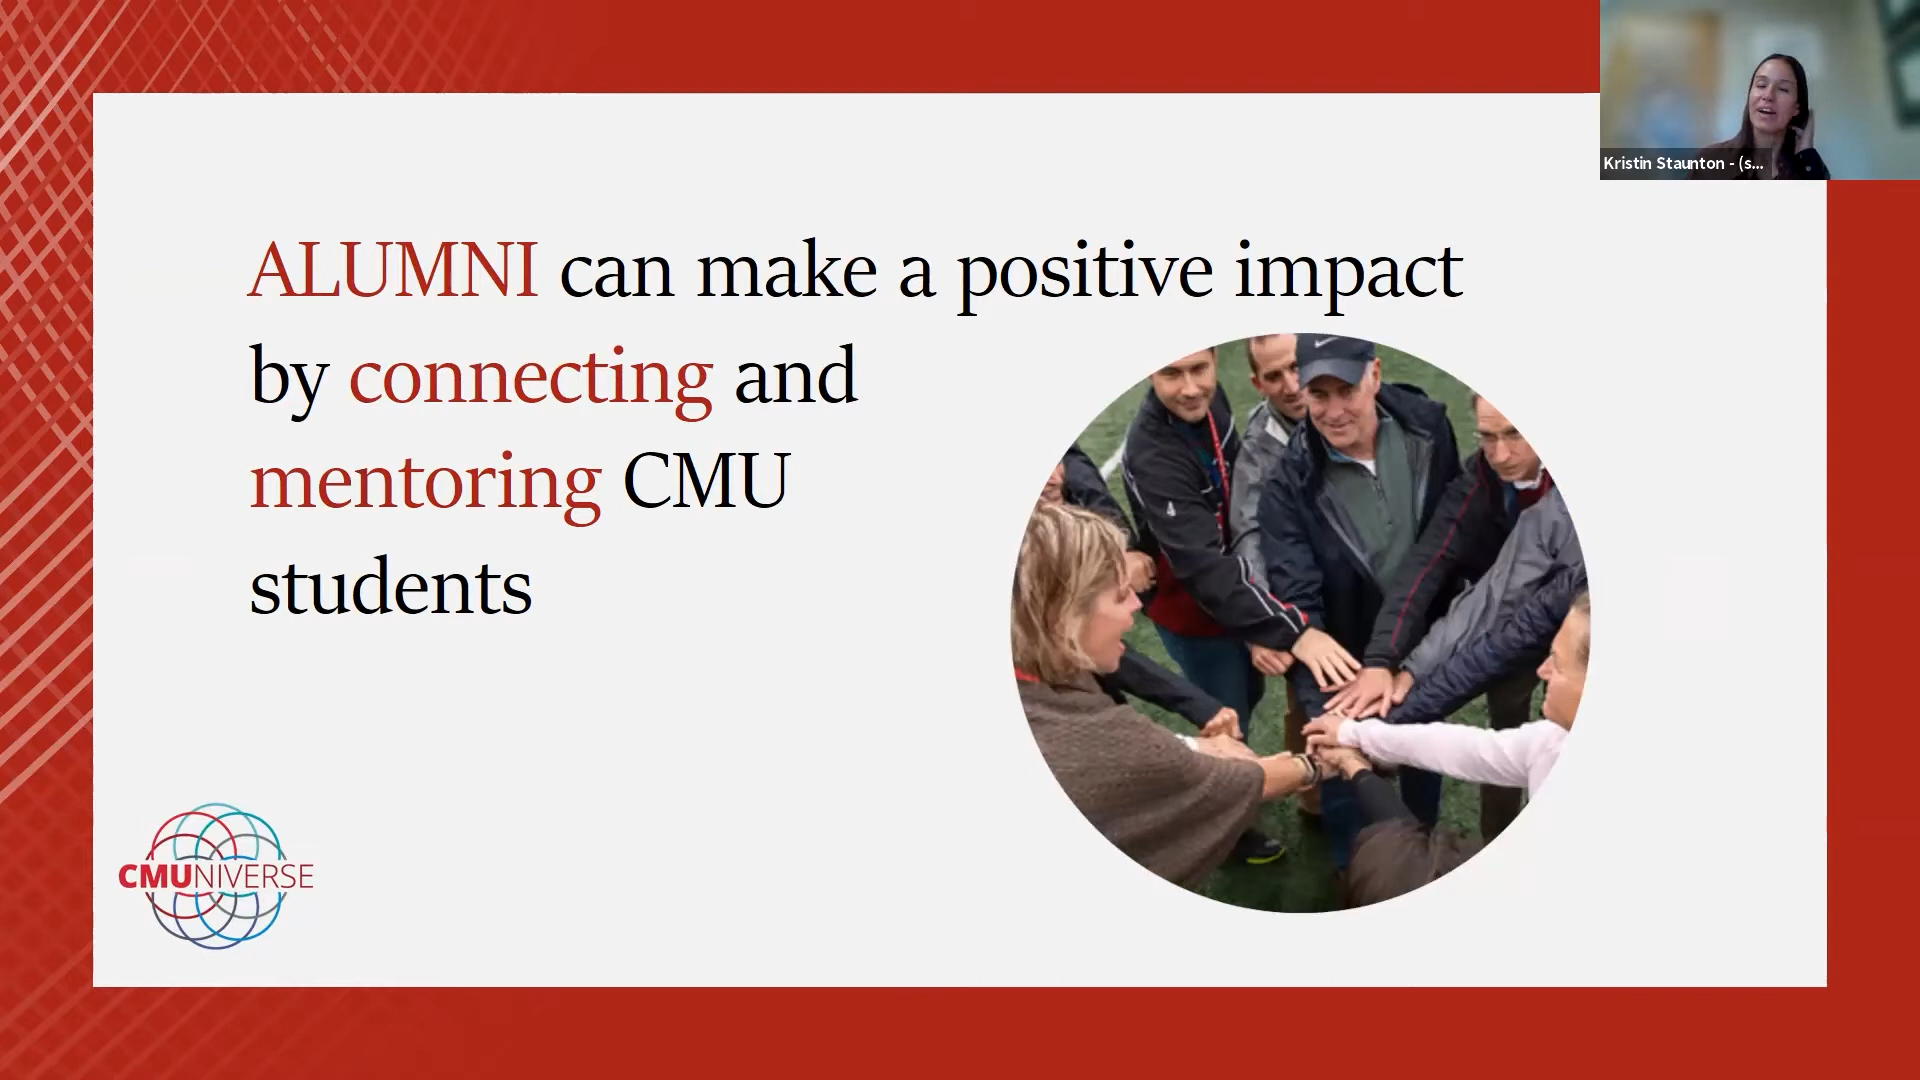 Kristin Staunton - (s...
ALUMNI can make a positive impact
by connecting and
mentoring CMU
students
CMUNIVERSE